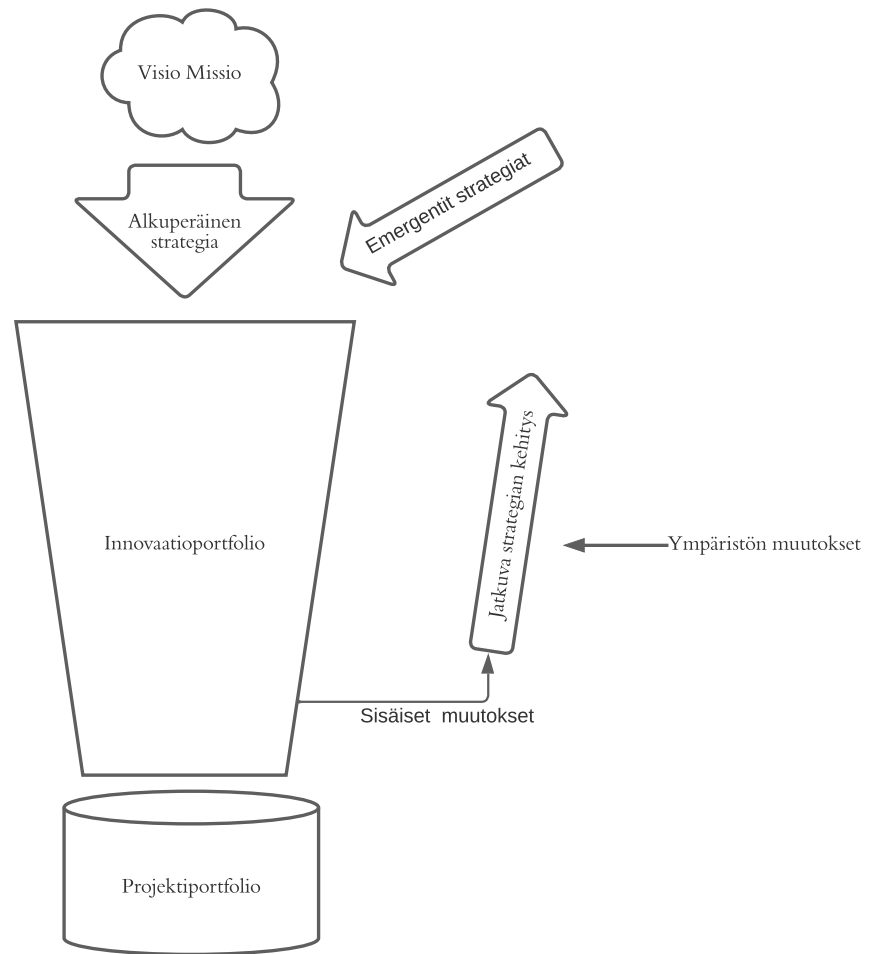 Visio Missio
Emergentit strategiat
Alkuperäinen
strategia
Jatkuva strategian kehitys
Innovaatioportfolio
Ympäristön muutokset
Sisäiset muutokset
Projektiportfolio